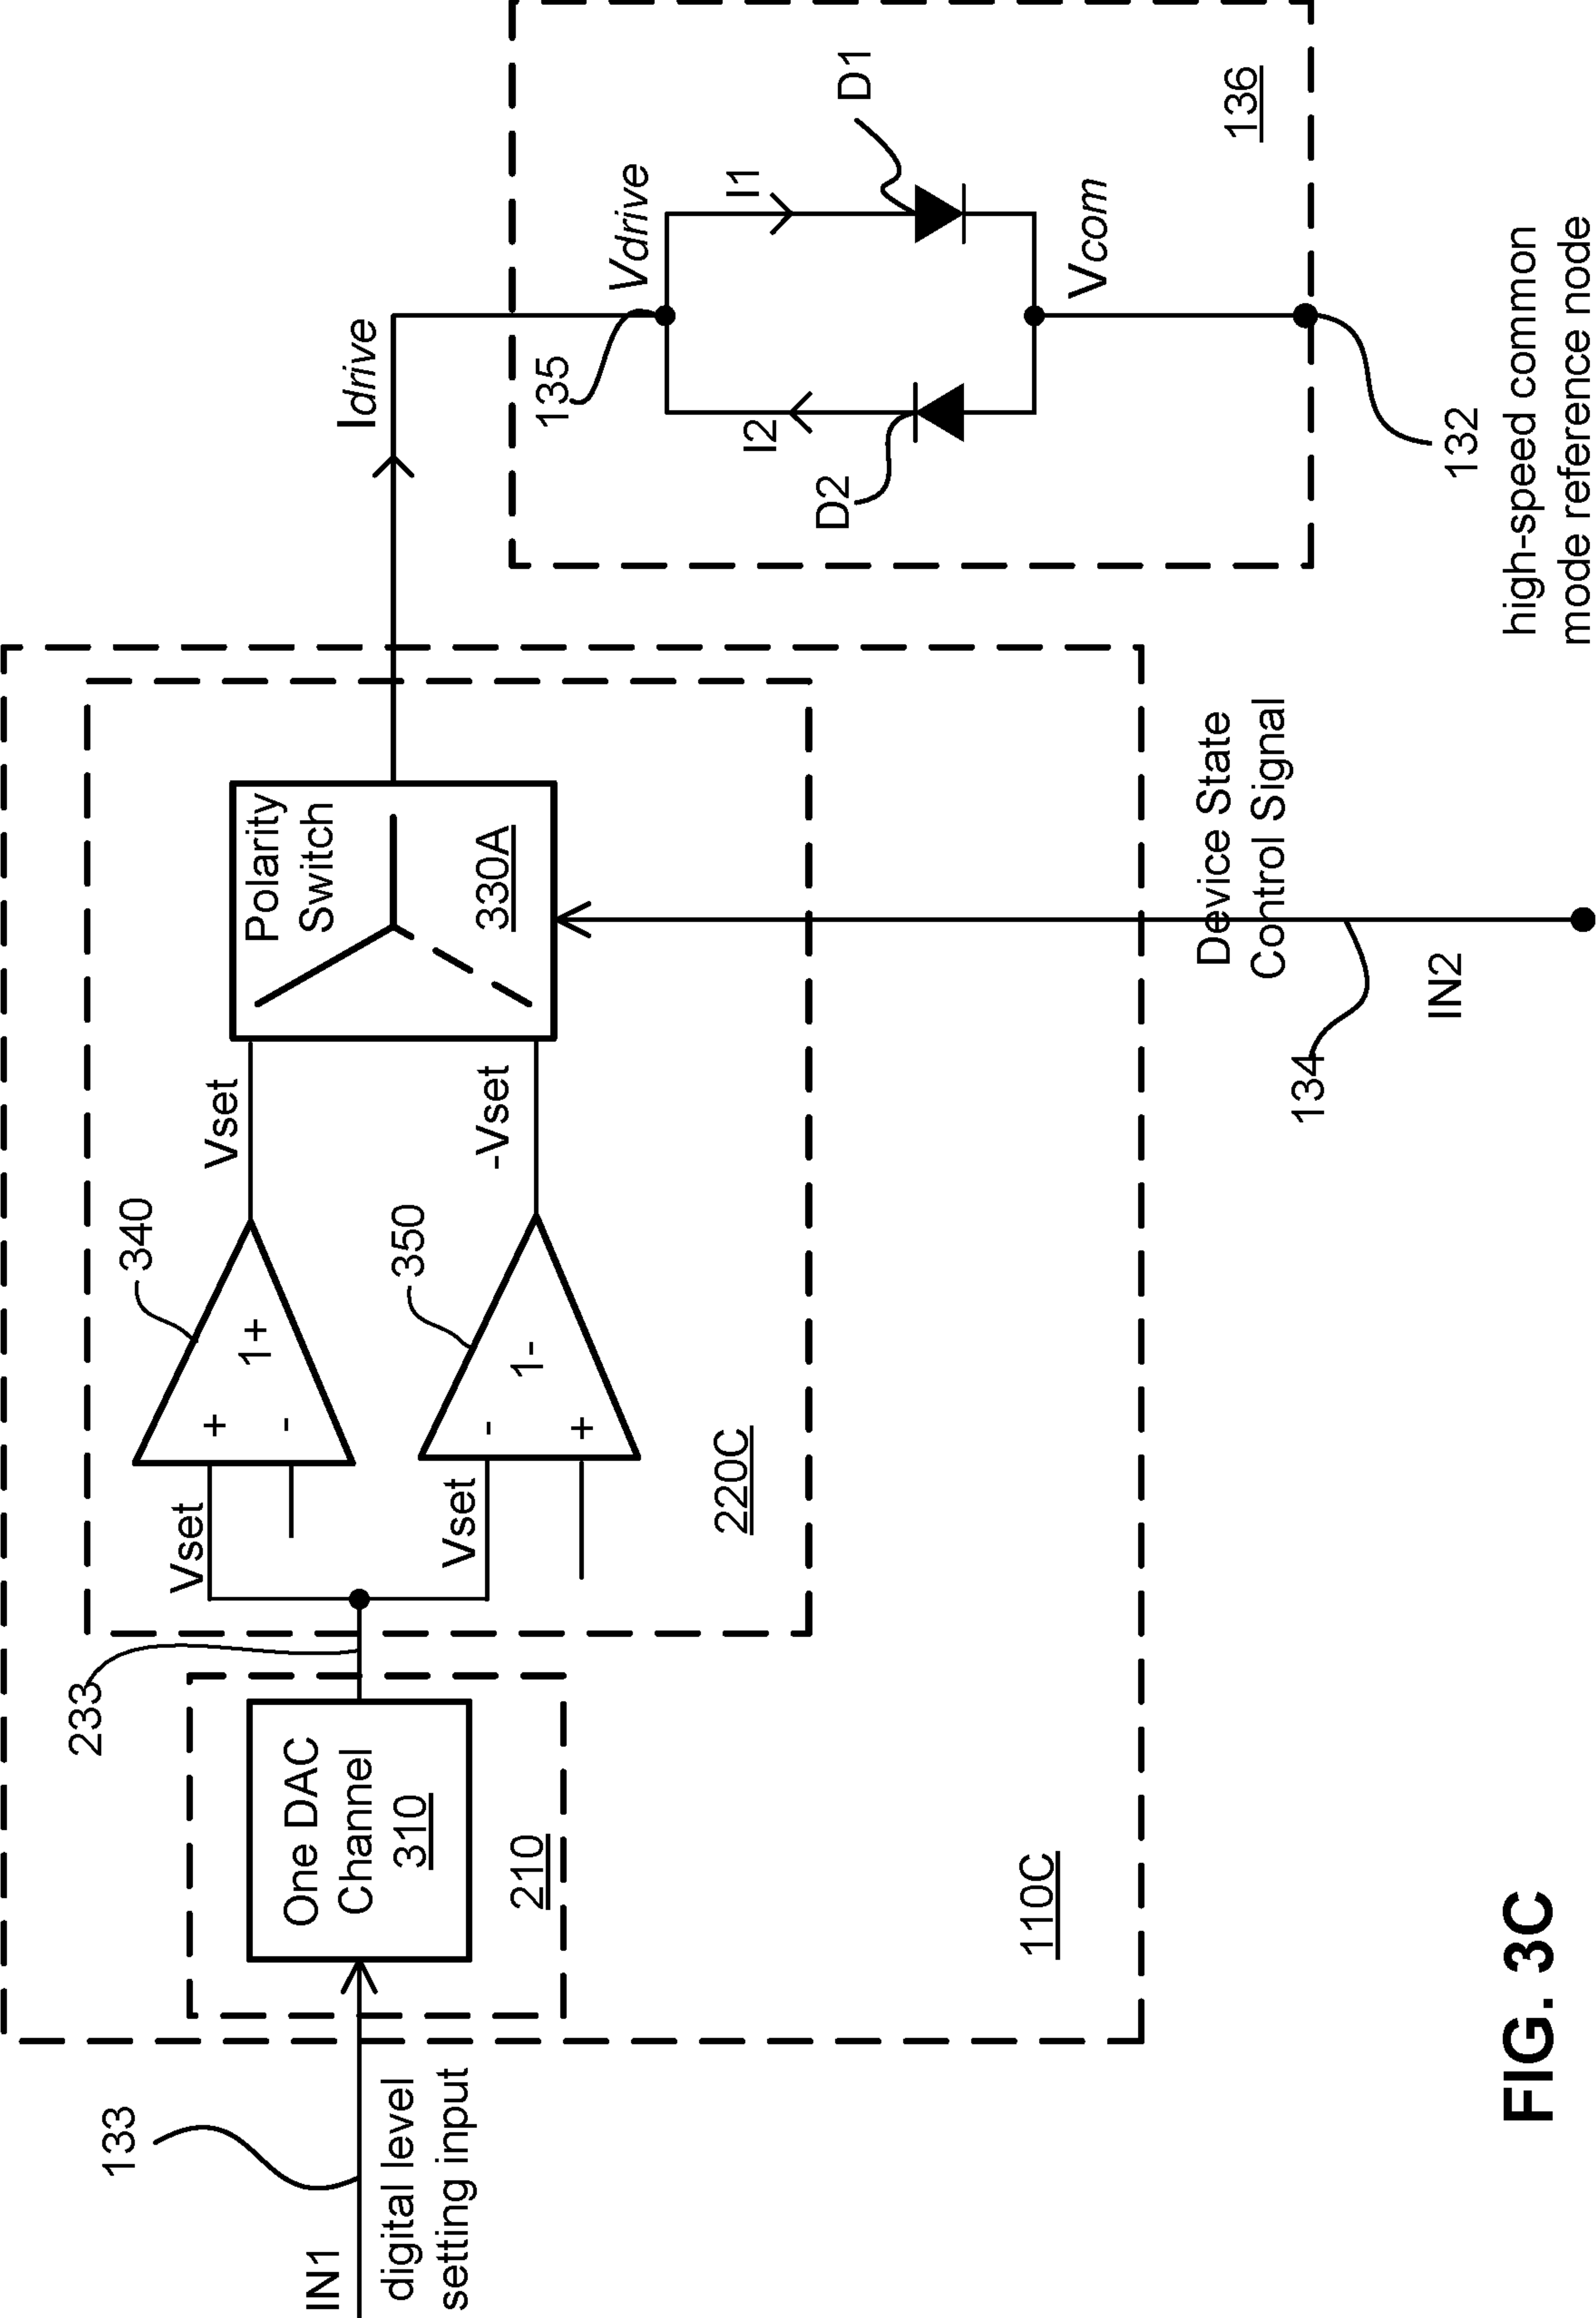 IN1
digital level
setting input
133
One DAC
Channel
310
210
233
110C
Vset
Vset
+
-
1+
340
-
+
1-
350
220C
Vset
-Vset
Polarity
Switch
330A
Device State
Control Signal
134
IN2
Idrive
135
Vdrive
I1
D1
I2
D2
Vcom
136
132
high-speed common
mode reference node
FIG. 3C